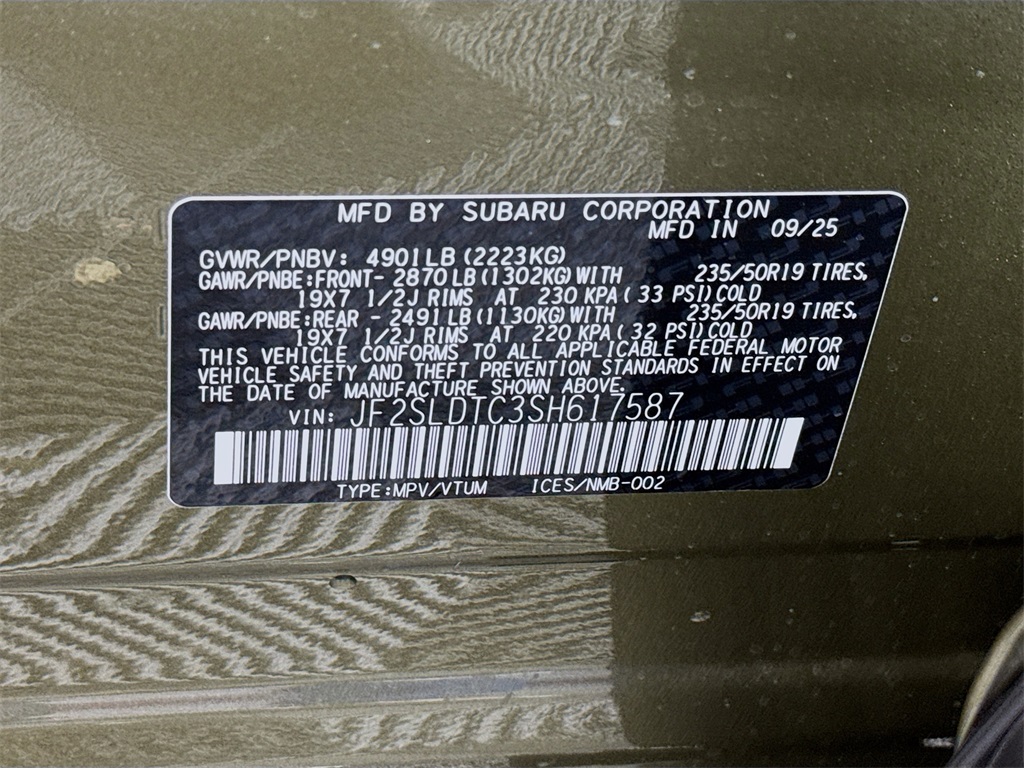 MFD BY SUBARU CORPORATION
MFD IN 09/25
GVWR/PNBV: 4901LB(2223KG)
GAWR/PNBE:FRONT- 2870LB(1302KG)WITH 235/50R19 TIRES,
19X7 1/2J RIMS AT 230 KPA( 33 PSI)COLD
GAWR/PNBE:REAR - 2491LB(1130KG)WITH 235/50R19 TIRES,
19X7 1/2J RIMS AT 220 KPA( 32 PSI)COLD
THIS VEHICLE CONFORMS TO ALL APPLICABLE FEDERAL MOTOR
VEHICLE SAFETY AND THEFT PREVENTION STANDARDS IN EFFECT ON
THE DATE OF MANUFACTURE SHOWN ABOVE.
VIN: JF2SLDTC3SH617587
TYPE:MPV/VTUM ICES/NMB-002